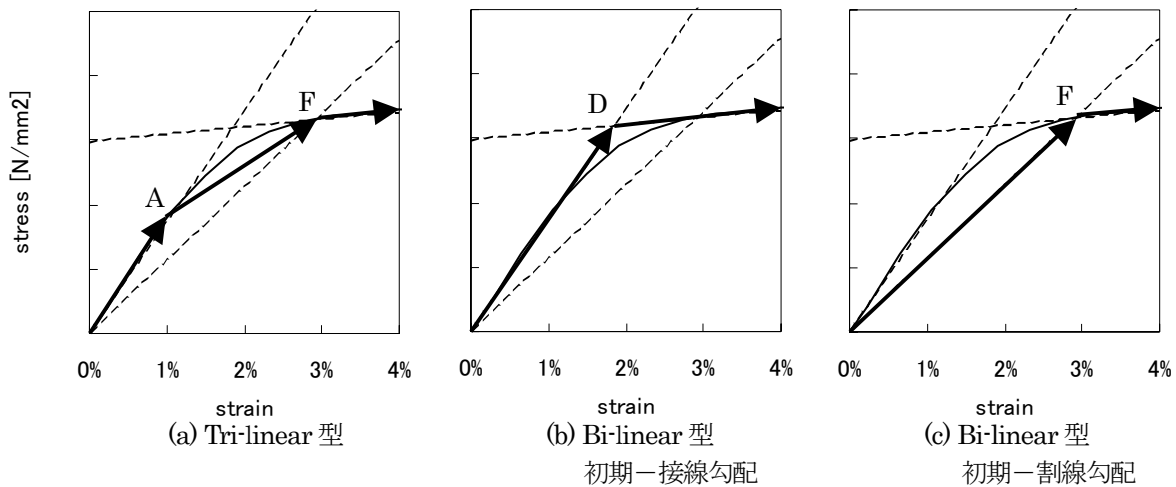 stress [N/mm2]
A
F
0% 1% 2% 3% 4%
strain
(a) Tri-linear 型
D
0% 1% 2% 3% 4%
strain
(b) Bi-linear 型
初期－接線勾配
F
0% 1% 2% 3% 4%
strain
(c) Bi-linear 型
初期－割線勾配